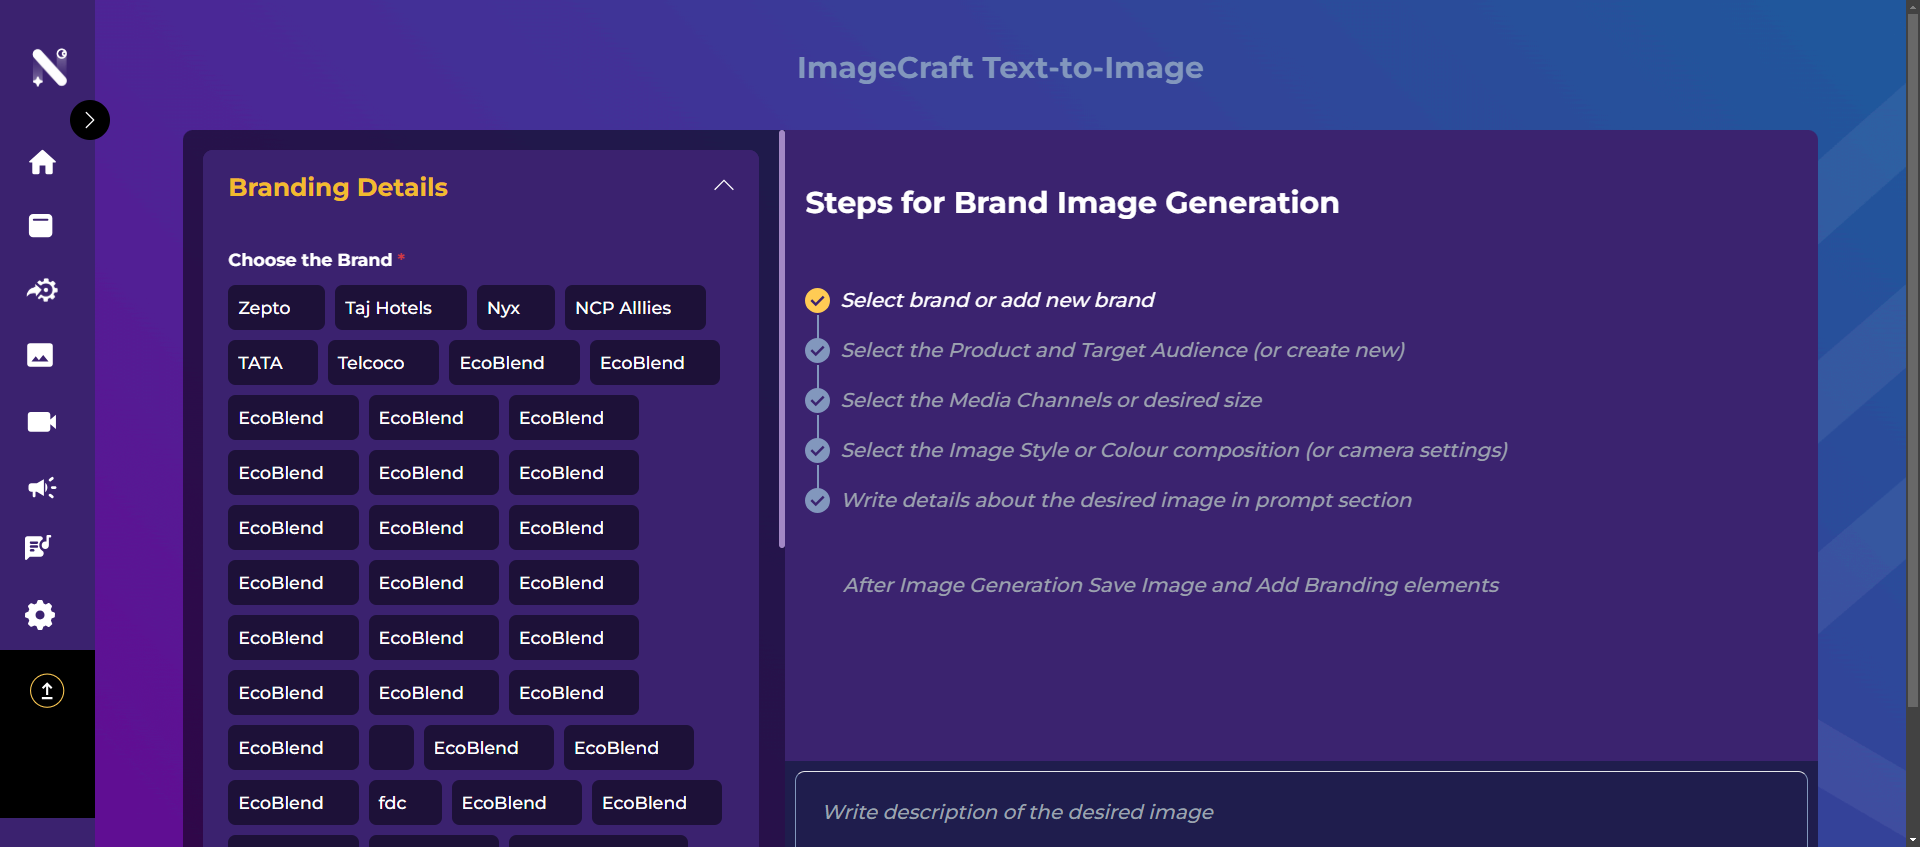 ImageCraft Text-to-Image
Branding Details
Choose the Brand *
Zepto Taj Hotels Nyx NCP Alllies
TATA Telcoco EcoBlend EcoBlend
EcoBlend EcoBlend EcoBlend
EcoBlend EcoBlend EcoBlend
EcoBlend EcoBlend EcoBlend
EcoBlend EcoBlend EcoBlend
EcoBlend EcoBlend EcoBlend
EcoBlend EcoBlend EcoBlend
EcoBlend EcoBlend EcoBlend
EcoBlend fdc EcoBlend EcoBlend
Steps for Brand Image Generation
Select brand or add new brand
Select the Product and Target Audience (or create new)
Select the Media Channels or desired size
Select the Image Style or Colour composition (or camera settings)
Write details about the desired image in prompt section
After Image Generation Save Image and Add Branding elements
Write description of the desired image